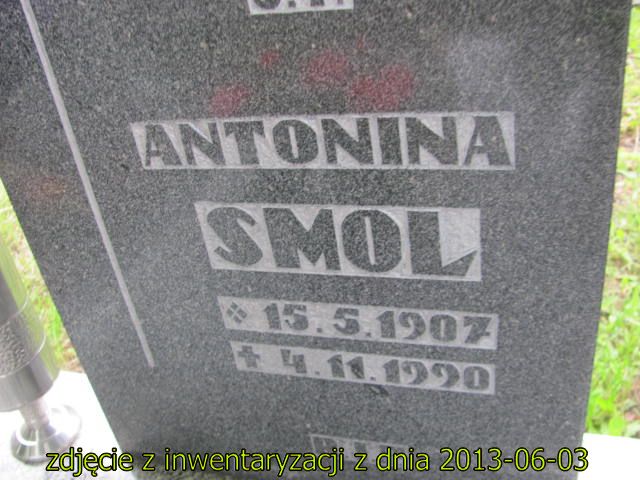 ANTONINA
SMOL
15.5.1907
✝ 4.11.1990
zdjęcie z inwentaryzacji z dnia 2013-06-03